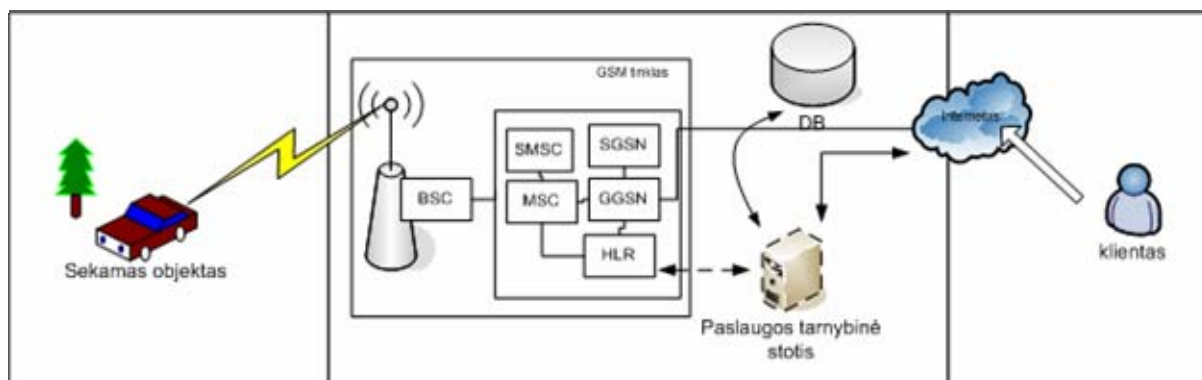 GSM tinklas
SMSC
SGSN
BSC
MSC
GGSN
HLR
DB
Internetas
Sekamas objektas
Paslaugos tarnybinė
stotis
klientas